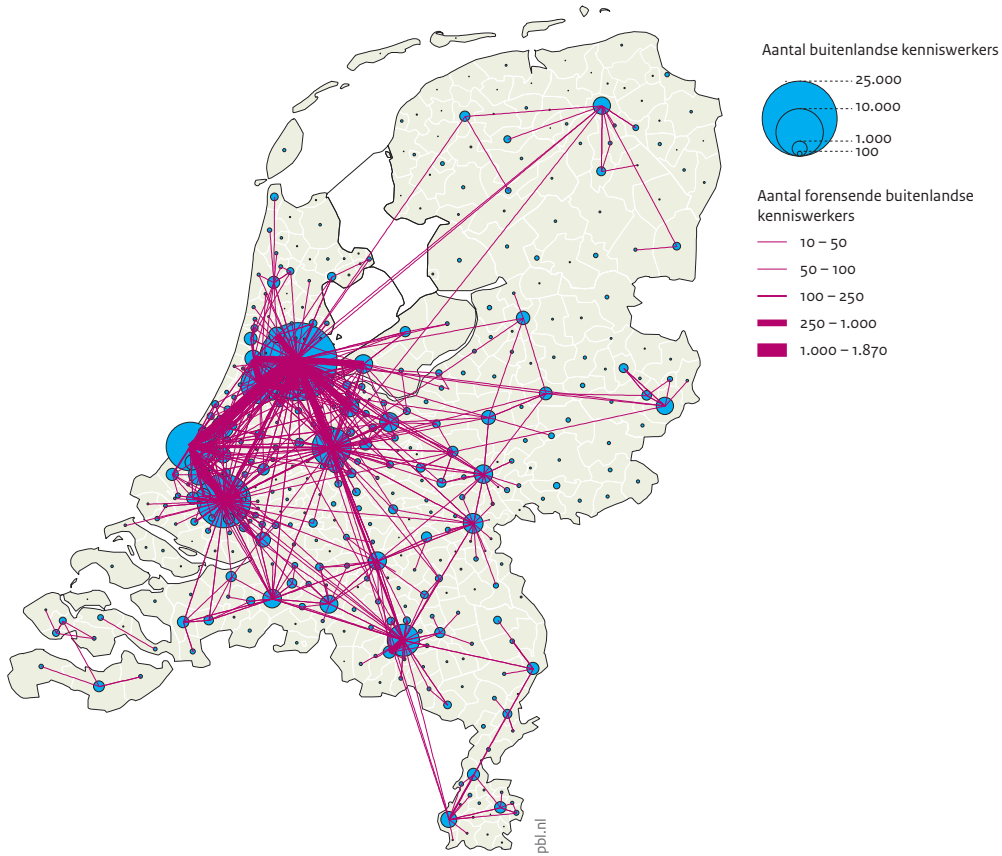 Aantal buitenlandse kenniswerkers
25.000
10.000
1.000
100
Aantal forensende buitenlandse
kenniswerkers
10 – 50
50 – 100
100 – 250
250 – 1.000
1.000 – 1.870
pbl.nl